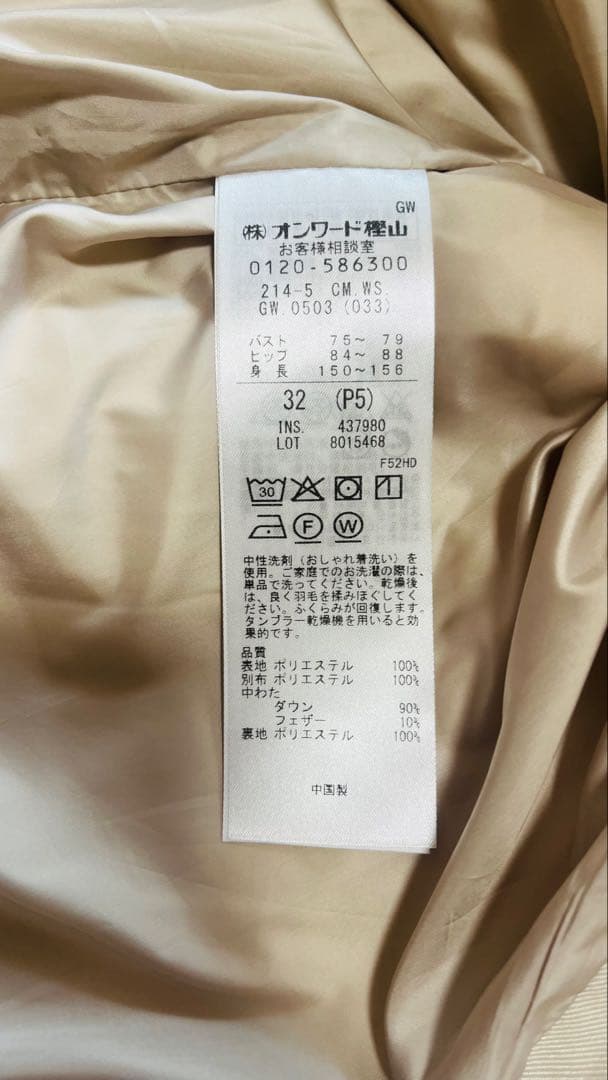 GW
(株)オンワード樫山
お客様相談室
0120-586300
214-5 CM.WS
GW.0503(033)
バスト 75〜 79
ヒップ 84〜 88
身長 150〜156
32 (P5)
INS. 437980
LOT 8015468
F52HD
30
F W
中性洗剤(おしゃれ着洗い)を
使用。ご家庭でのお洗濯の際は、
単品で洗ってください。乾燥後
は、良く羽毛を揉みほぐしてく
ださい。ふくらみが回復します。
タンブラー乾燥機を用いると効
果的です。
品質
表地 ポリエステル 100%
別布 ポリエステル 100%
中わた
ダウン 90%
フェザー 10%
裏地 ポリエステル 100%
中国製